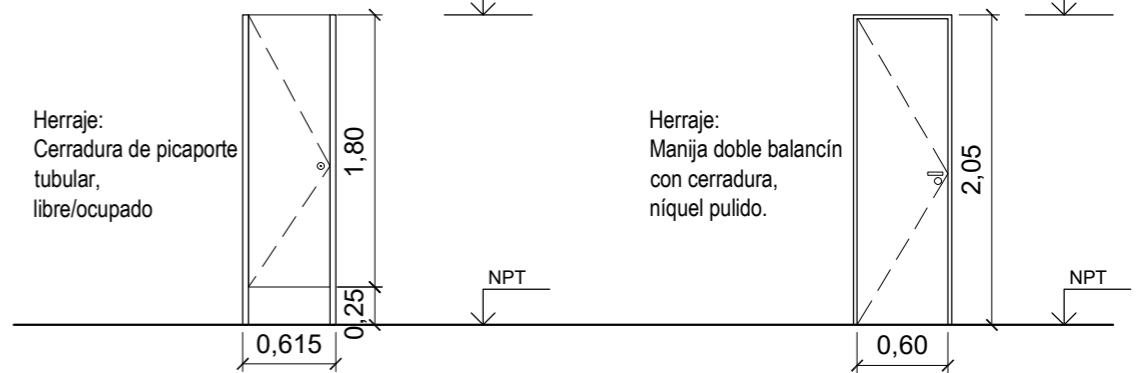 Herraje:
Cerradura de picaporte
tubular,
libre/ocupado
1,80
0,25
0,615
NPT
Herraje:
Manija doble balancín
con cerradura,
níquel pulido.
2,05
0,60
NPT